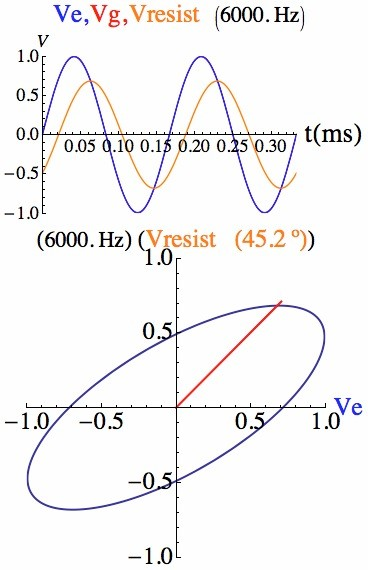 Ve,Vg,Vresist (6000. Hz)
V
1.0
0.5
0.0
0.05 0.10 0.15 0.20 0.25 0.30 t(ms)
-0.5
-1.0
(6000. Hz) (Vresist (45.2 º))
1.0
0.5
-1.0 -0.5 0.5 1.0 Ve
-0.5
-1.0